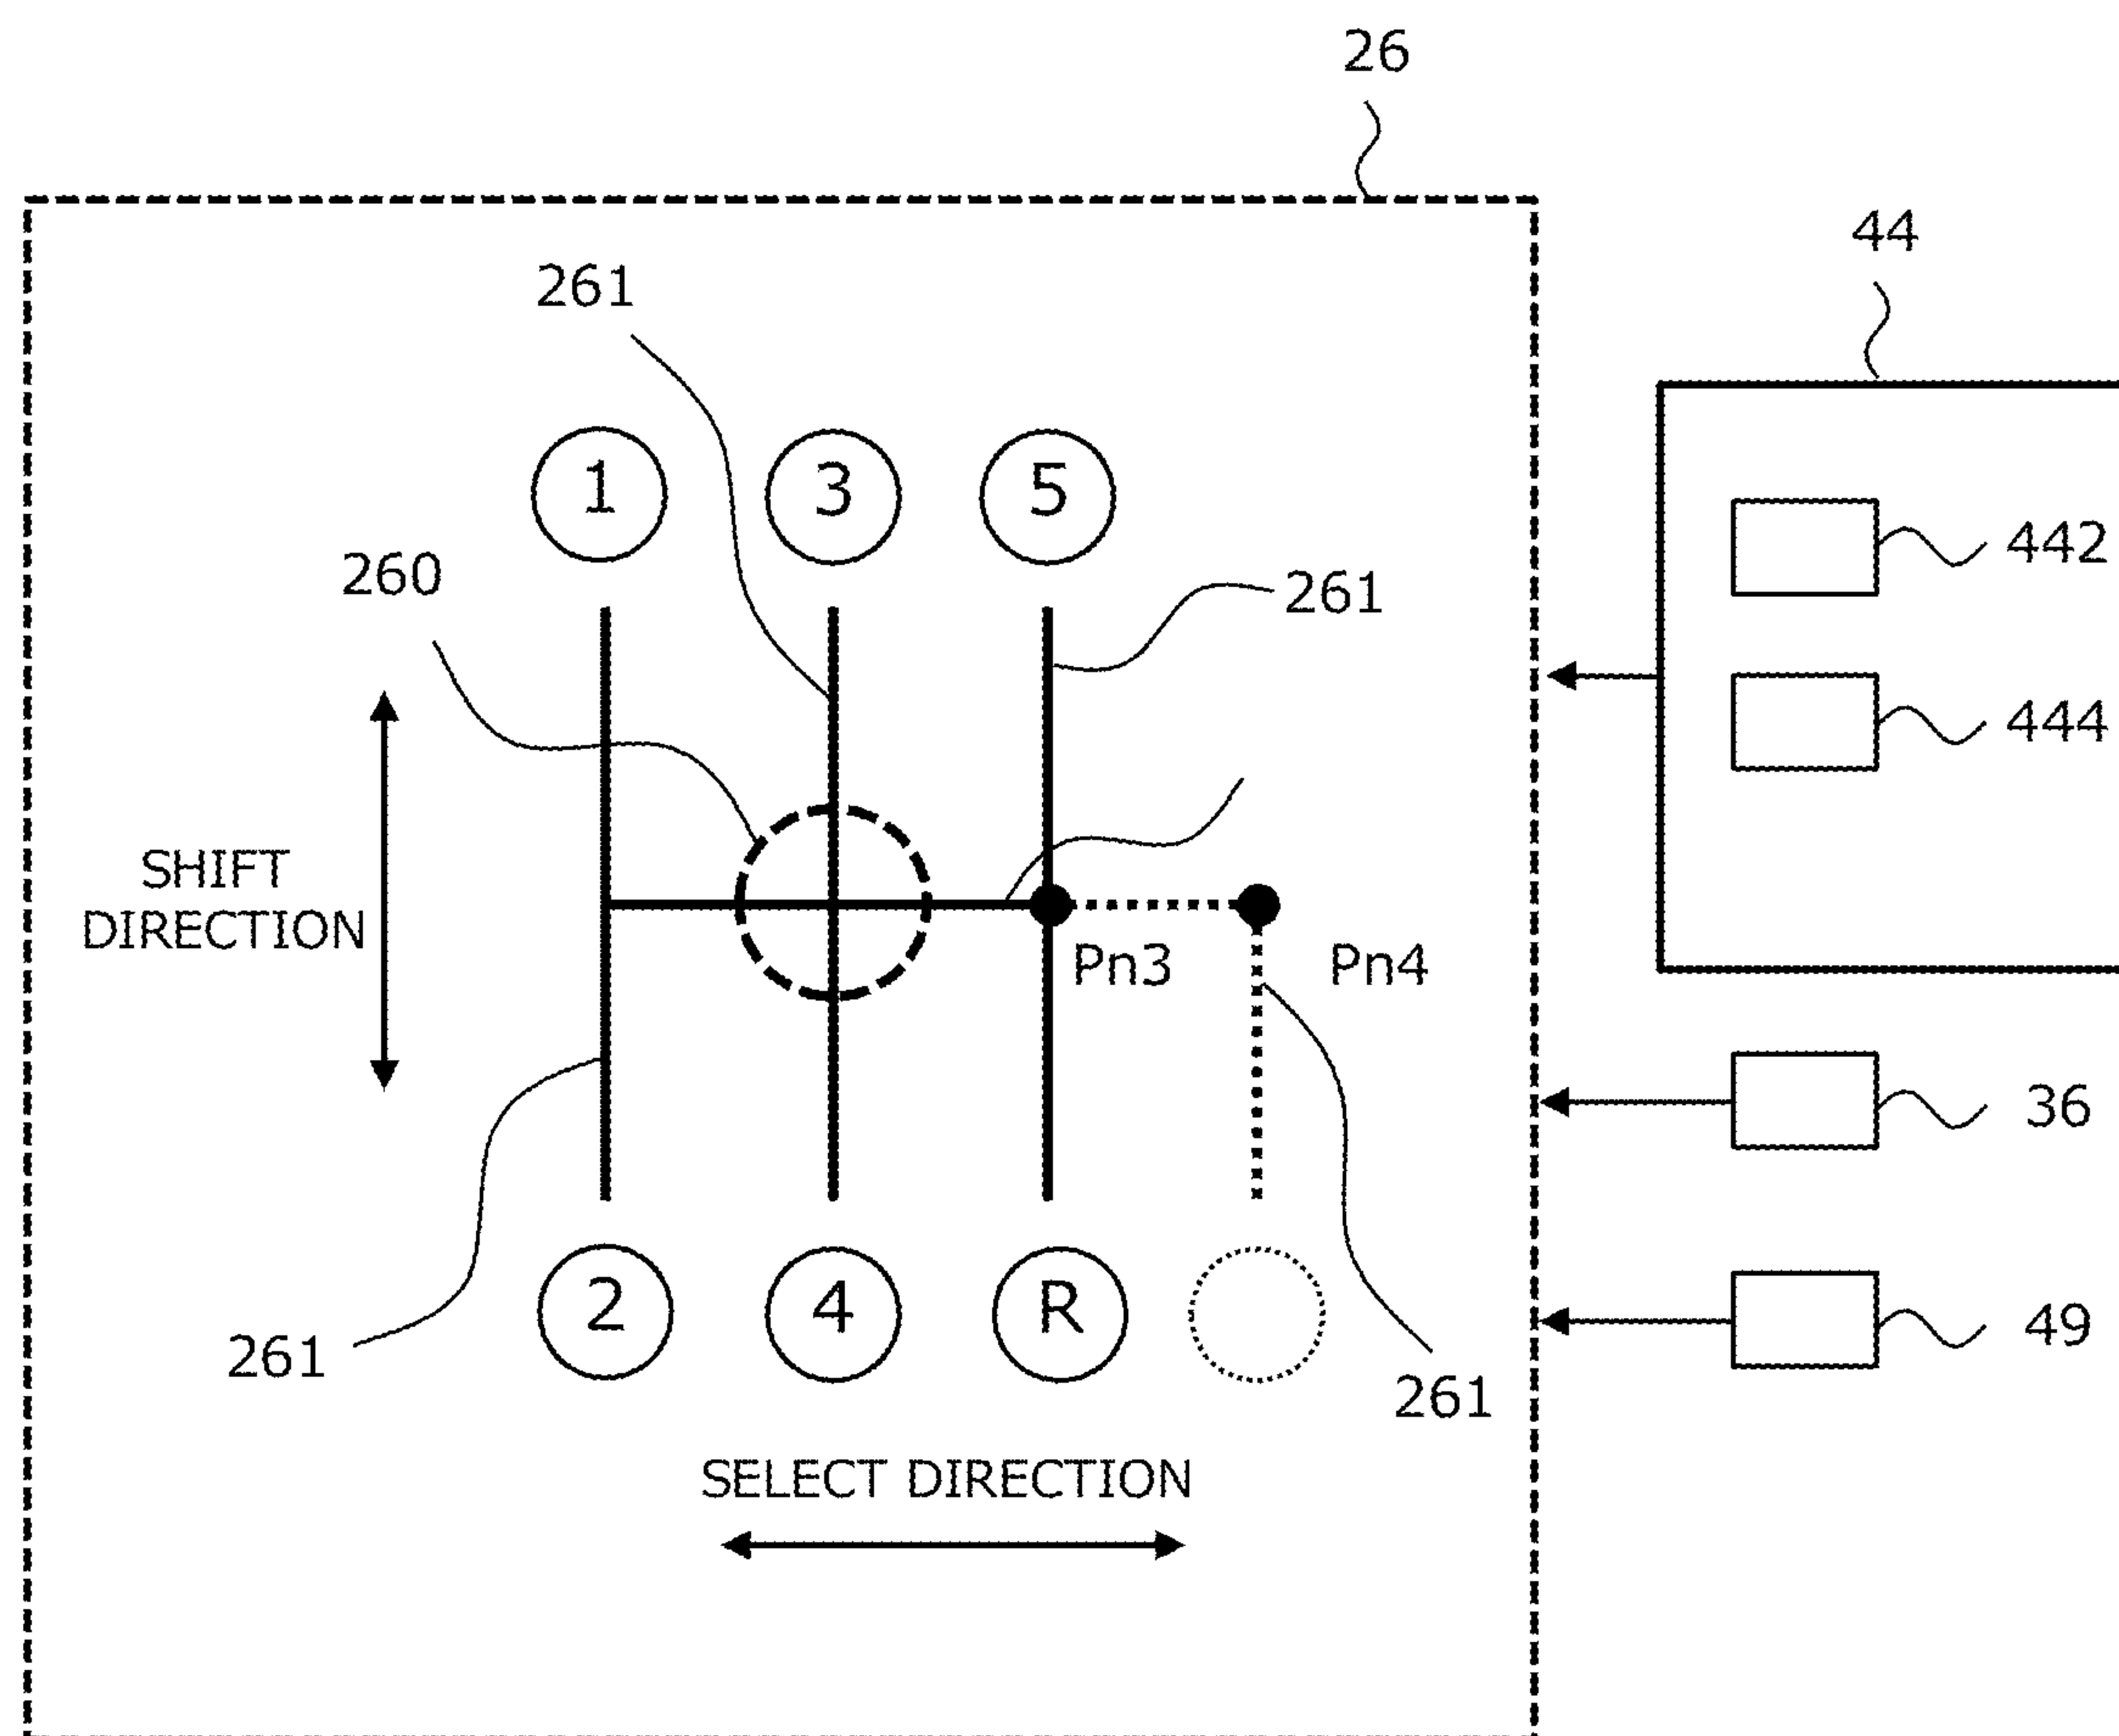 26
44
261
1
3
5
442
260
261
444
SHIFT
DIRECTION
Pn3
Pn4
36
2
4
R
49
261
261
SELECT DIRECTION